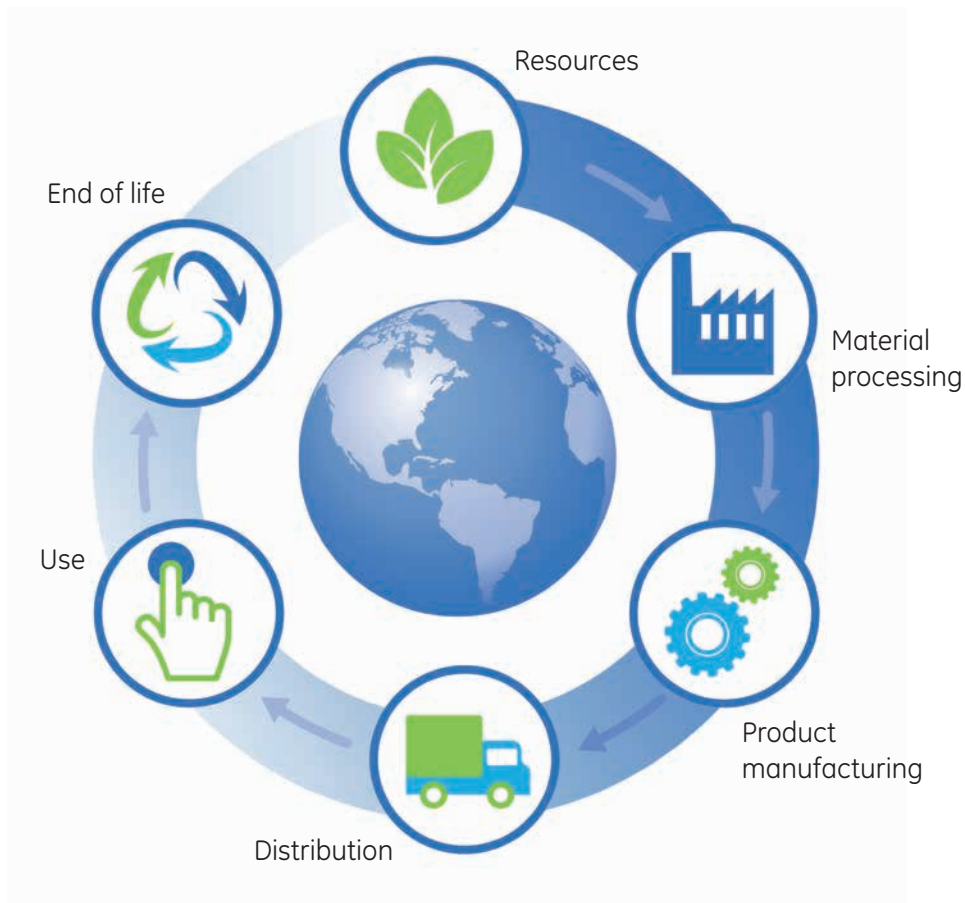 Resources
End of life
Material
processing
Use
Product
manufacturing
Distribution